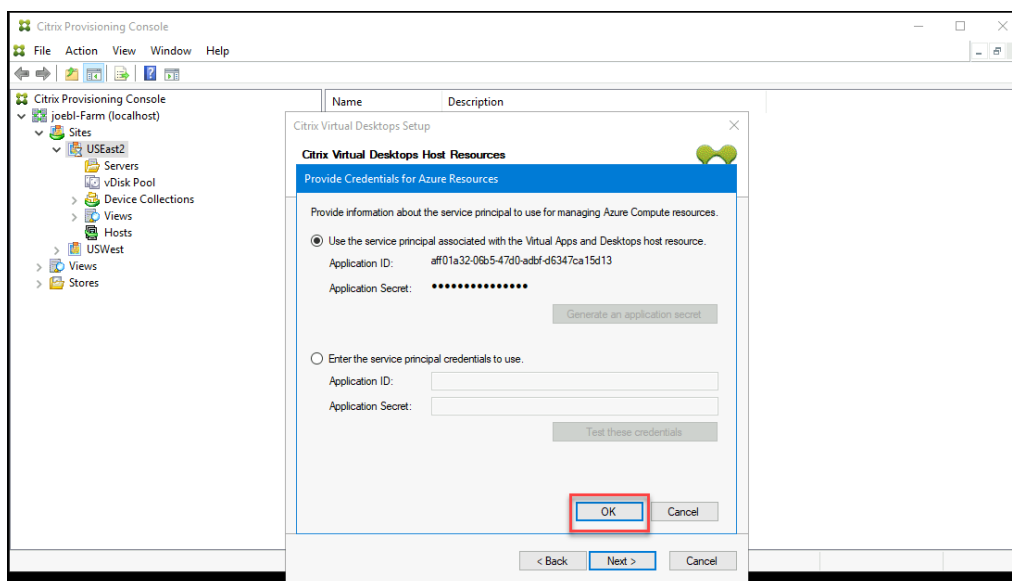 Citrix Provisioning Console
File Action View Window Help
Citrix Provisioning Console
joebl-Farm (localhost)
Sites
USEast2
Servers
vDisk Pool
Device Collections
Views
Hosts
USWest
Views
Stores
Name Description
Citrix Virtual Desktops Setup
Citrix Virtual Desktops Host Resources
Provide Credentials for Azure Resources
Provide information about the service principal to use for managing Azure Compute resources.
Use the service principal associated with the Virtual Apps and Desktops host resource.
Application ID: aff01a32-06b5-47d0-adbf-d6347ca15d13
Application Secret: •••••••••••••••
Generate an application secret
Enter the service principal credentials to use.
Application ID:
Application Secret:
Test these credentials
OK Cancel
< Back Next > Cancel